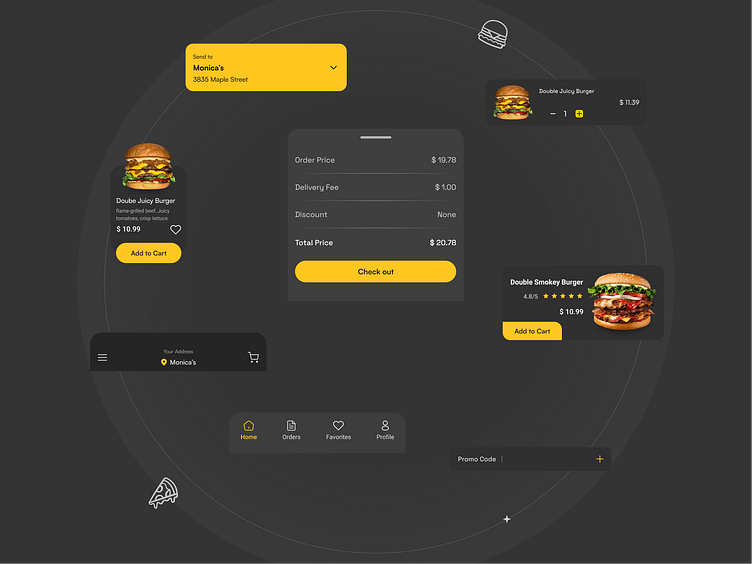 Send to
Monica's
3835 Maple Street
Double Juicy Burger
$ 11.39
1
Order Price $ 19.78
Delivery Fee $ 1.00
Discount None
Total Price $ 20.78
Check out
Doube Juicy Burger
flame-grilled beef, Juicy
tomatoes, crisp lettuce
$ 10.99
Add to Cart
Double Smokey Burger
4.8/5
$ 10.99
Add to Cart
Your Address
Monica's
Home Orders Favorites Profile
Promo Code